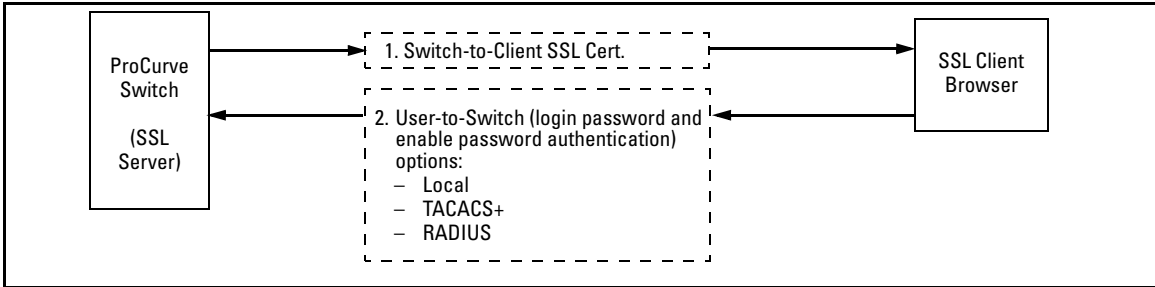 ProCurve
Switch
(SSL
Server)
1. Switch-to-Client SSL Cert.
2. User-to-Switch (login password and
enable password authentication)
options:
– Local
– TACACS+
– RADIUS
SSL Client
Browser